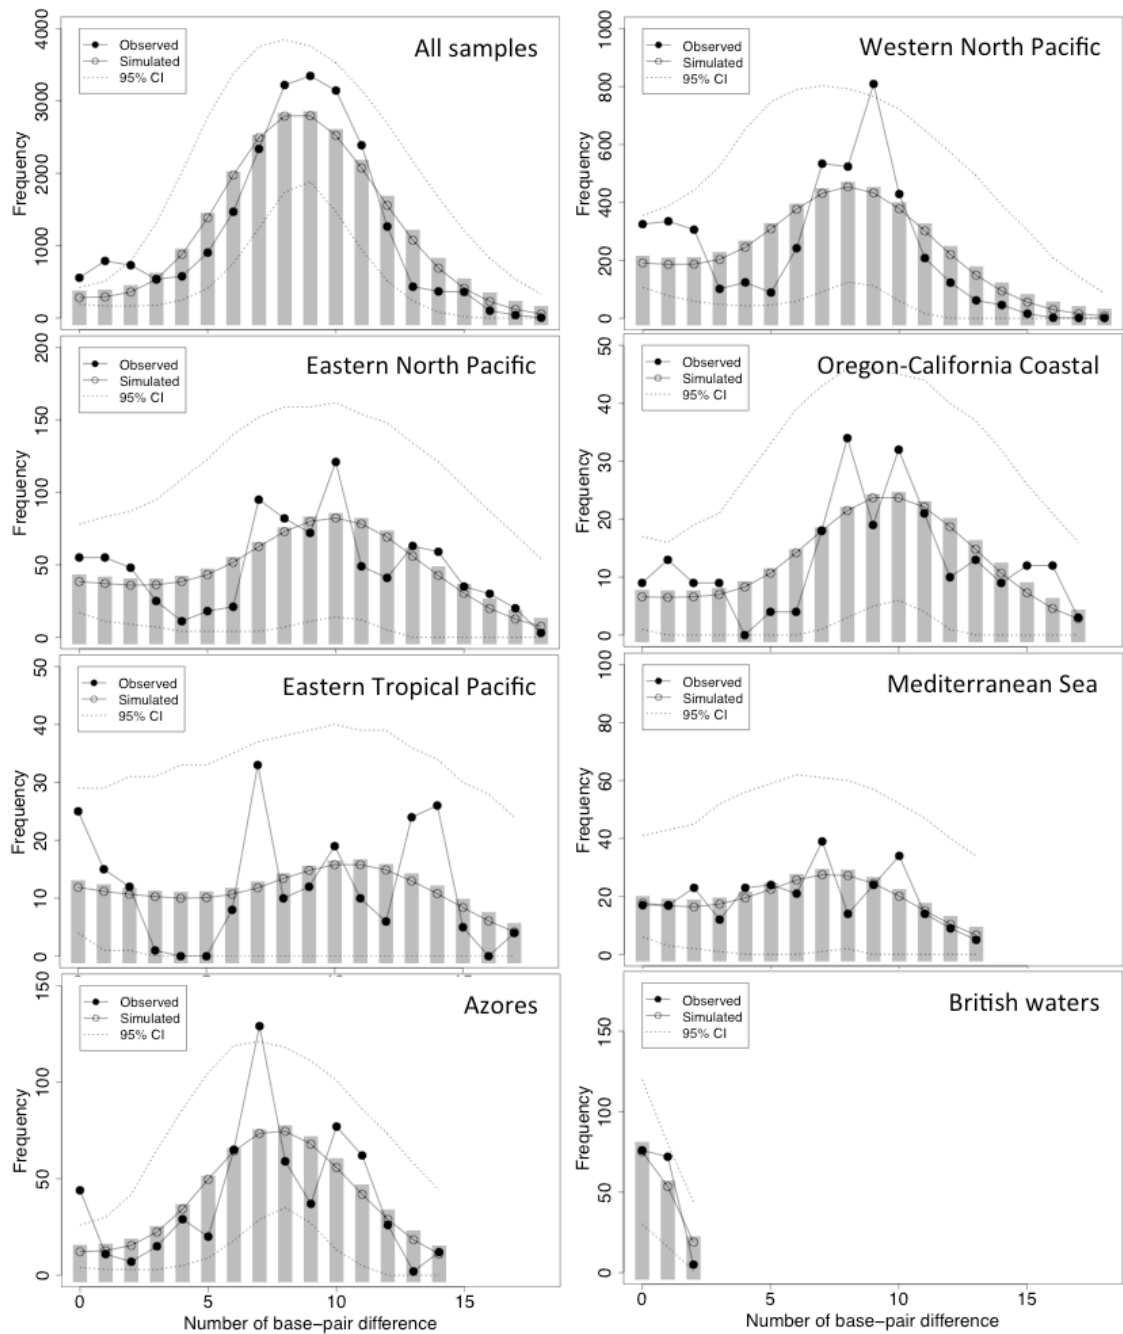 All samples
Observed
Simulated
95% CI
Frequency
0 1000 2000 3000 4000
Western North Pacific
Observed
Simulated
95% CI
Frequency
0 200 400 600 800 1000
Eastern North Pacific
Observed
Simulated
95% CI
Frequency
0 50 100 150 200
Oregon-California Coastal
Observed
Simulated
95% CI
Frequency
0 10 20 30 40 50
Eastern Tropical Pacific
Observed
Simulated
95% CI
Frequency
0 10 20 30 40 50
Mediterranean Sea
Observed
Simulated
95% CI
Frequency
0 20 40 60 80 100
Azores
Observed
Simulated
95% CI
Frequency
0 50 100 150
0 5 10 15
Number of base−pair difference
British waters
Observed
Simulated
95% CI
Frequency
0 50 100 150
0 5 10 15
Number of base−pair difference